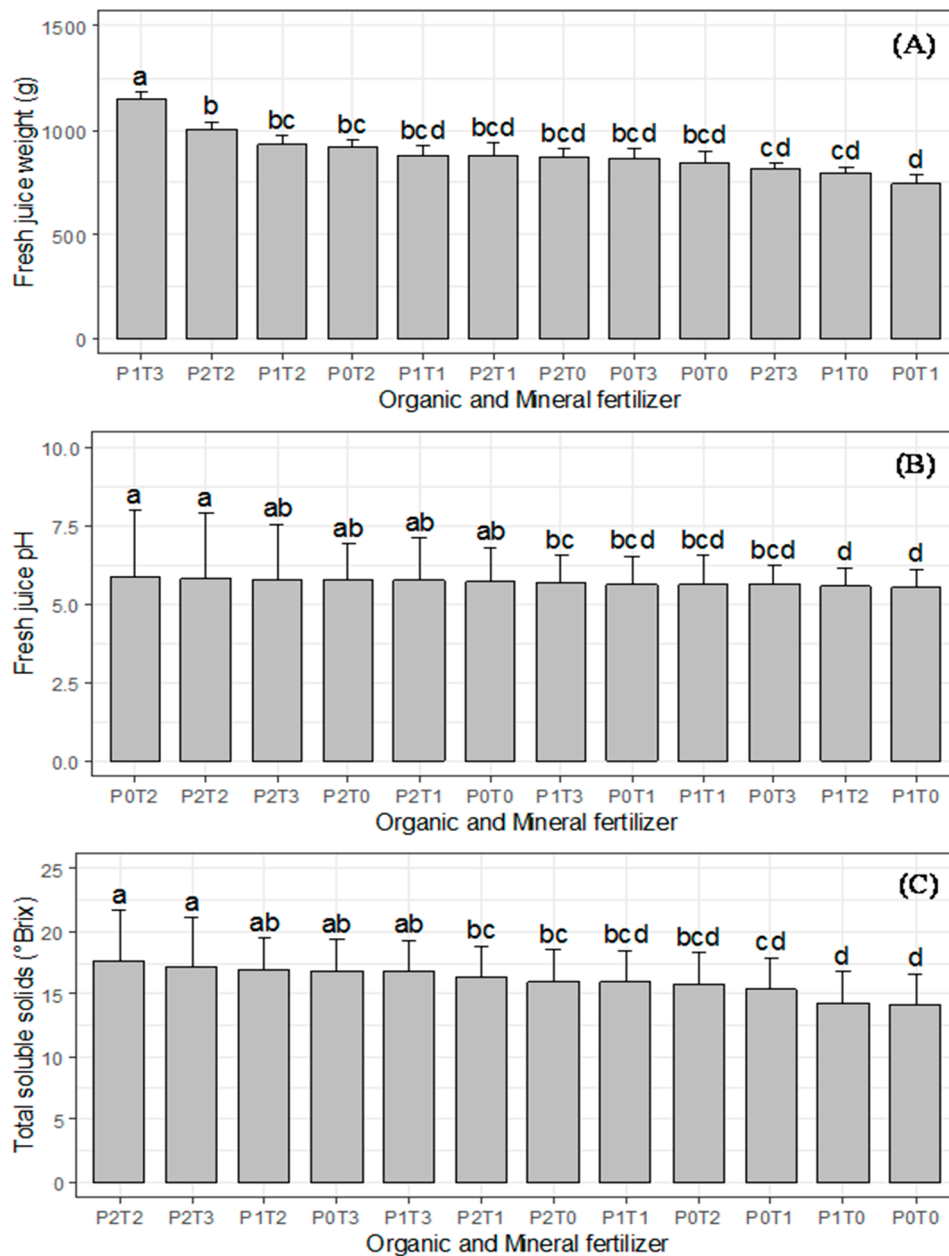 (A)
Fresh juice weight (g)
1500
1000
500
0
a b bc bc bcd bcd bcd bcd bcd cd cd d
P1T3 P2T2 P1T2 P0T2 P1T1 P2T1 P2T0 P0T3 P0T0 P2T3 P1T0 P0T1
Organic and Mineral fertilizer
(B)
Fresh juice pH
10.0
7.5
5.0
2.5
0.0
a a ab ab ab ab bc bcd bcd bcd d d
P0T2 P2T2 P2T3 P2T0 P2T1 P0T0 P1T3 P0T1 P1T1 P0T3 P1T2 P1T0
Organic and Mineral fertilizer
(C)
Total soluble solids (°Brix)
25
20
15
10
5
0
a a ab ab ab bc bc bcd bcd cd d d
P2T2 P2T3 P1T2 P0T3 P1T3 P2T1 P2T0 P1T1 P0T2 P0T1 P1T0 P0T0
Organic and Mineral fertilizer